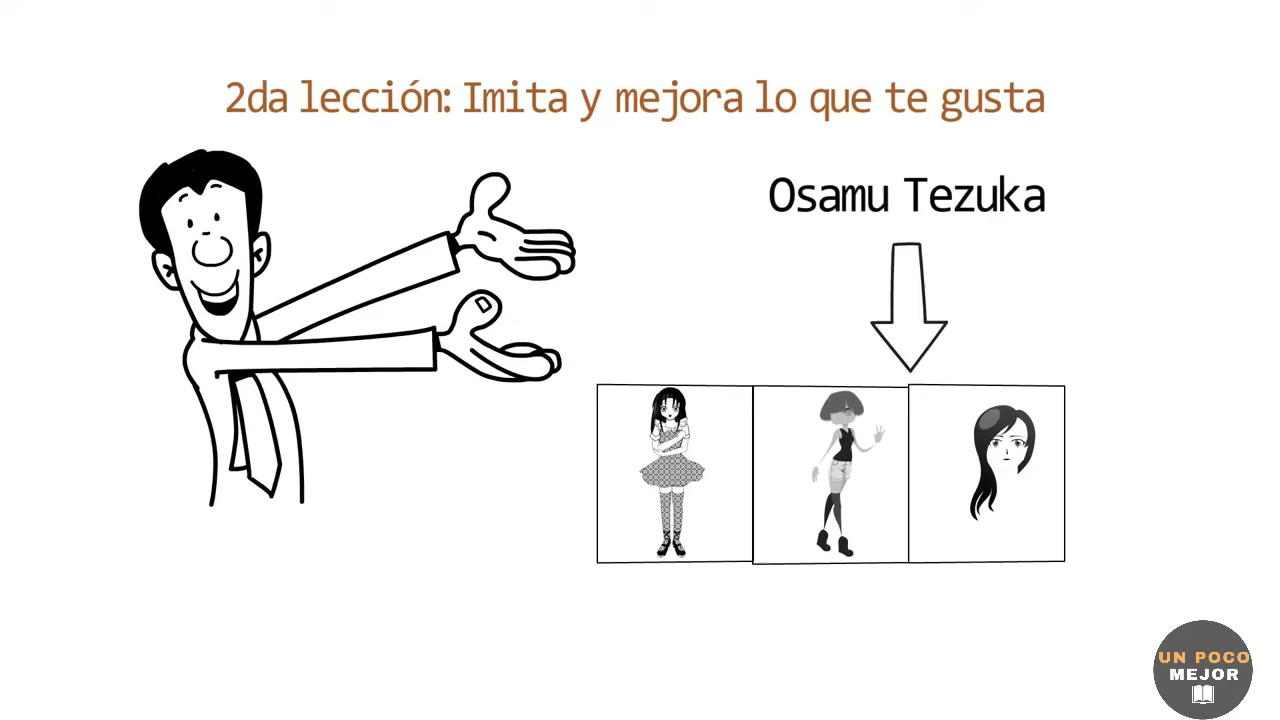 2da lección: Imita y mejora lo que te gusta
Osamu Tezuka
UN POCO
MEJOR